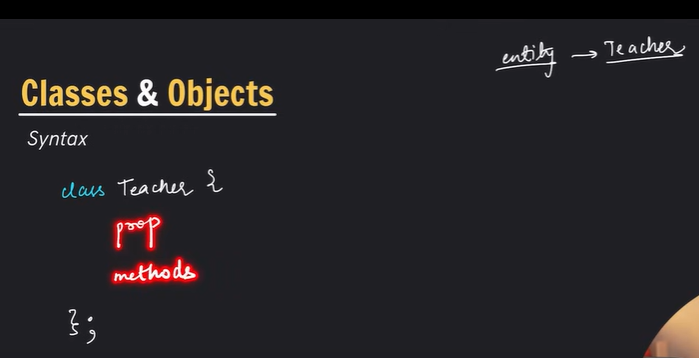 entity → Teacher
Classes & Objects
Syntax
class Teacher {
prop
methods
};